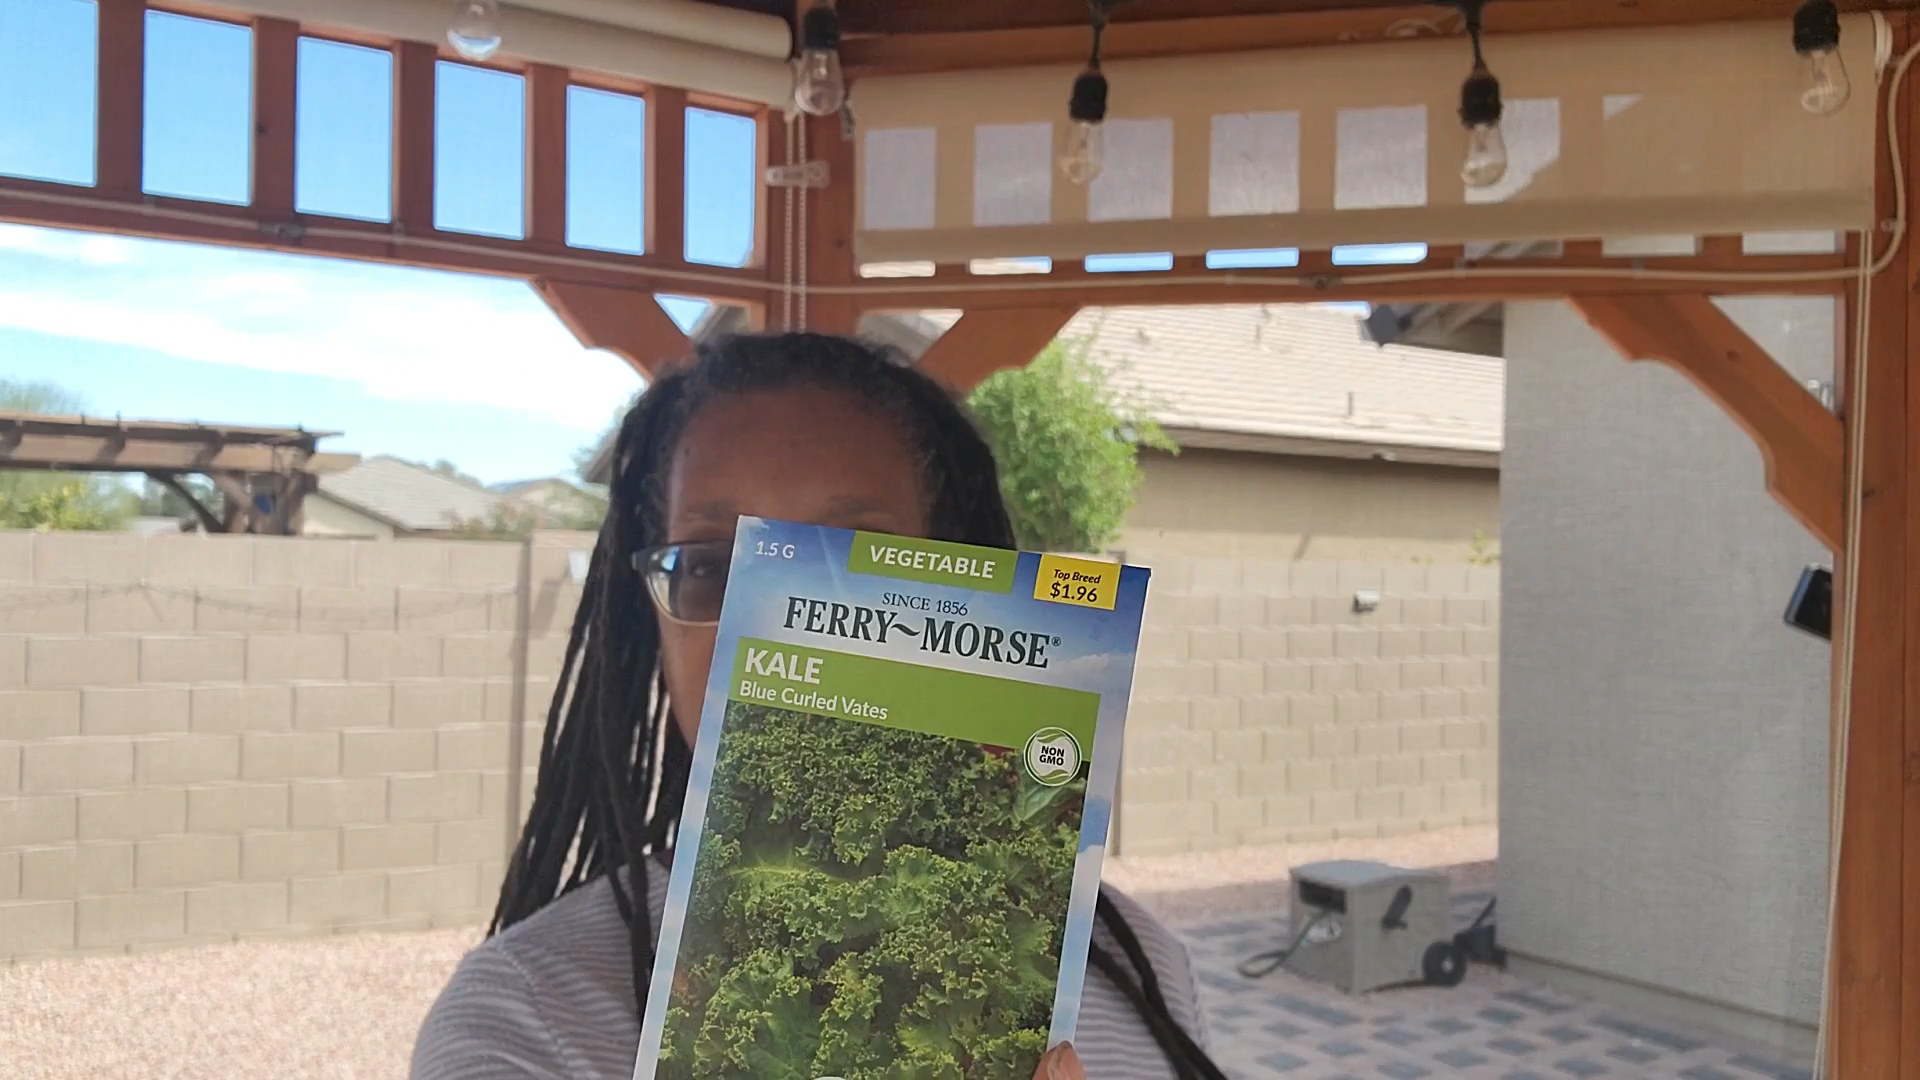 1.5 G
VEGETABLE
Top Breed
$1.96
SINCE 1856
FERRY~MORSE®
KALE
Blue Curled Vates
NON
GMO